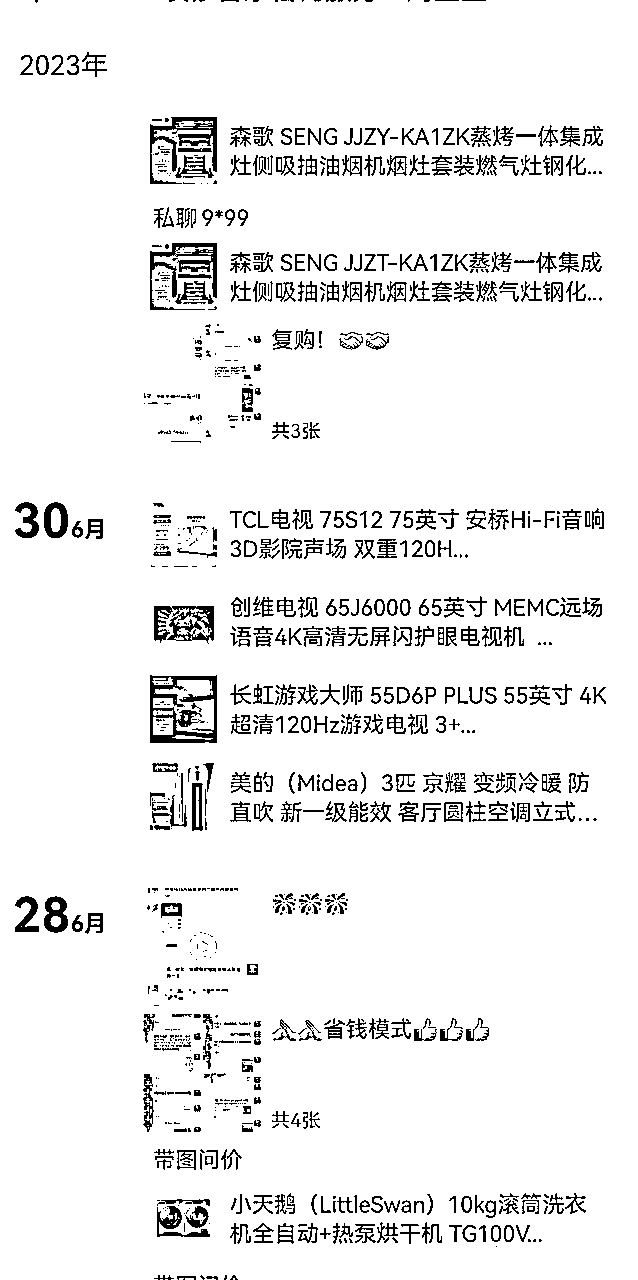 2023年
森歌 SENG JJZY-KA1ZK蒸烤一体集成
灶侧吸抽油烟机烟灶套装燃气灶钢化...
私聊 9*99
森歌 SENG JJZT-KA1ZK蒸烤一体集成
灶侧吸抽油烟机烟灶套装燃气灶钢化...
复购！🤝🤝
共3张
30 6月
TCL电视 75S12 75英寸 安桥Hi-Fi音响
3D影院声场 双重120H...
创维电视 65J6000 65英寸 MEMC远场
语音4K高清无屏闪护眼电视机 ...
长虹游戏大师 55D6P PLUS 55英寸 4K
超清120Hz游戏电视 3+...
美的（Midea）3匹 京耀 变频冷暖 防
直吹 新一级能效 客厅圆柱空调立式...
28 6月
🎆🎆🎆
省钱模式👍👍👍
共4张
带图问价
小天鹅（LittleSwan）10kg滚筒洗衣
机全自动+热泵烘干机 TG100V...